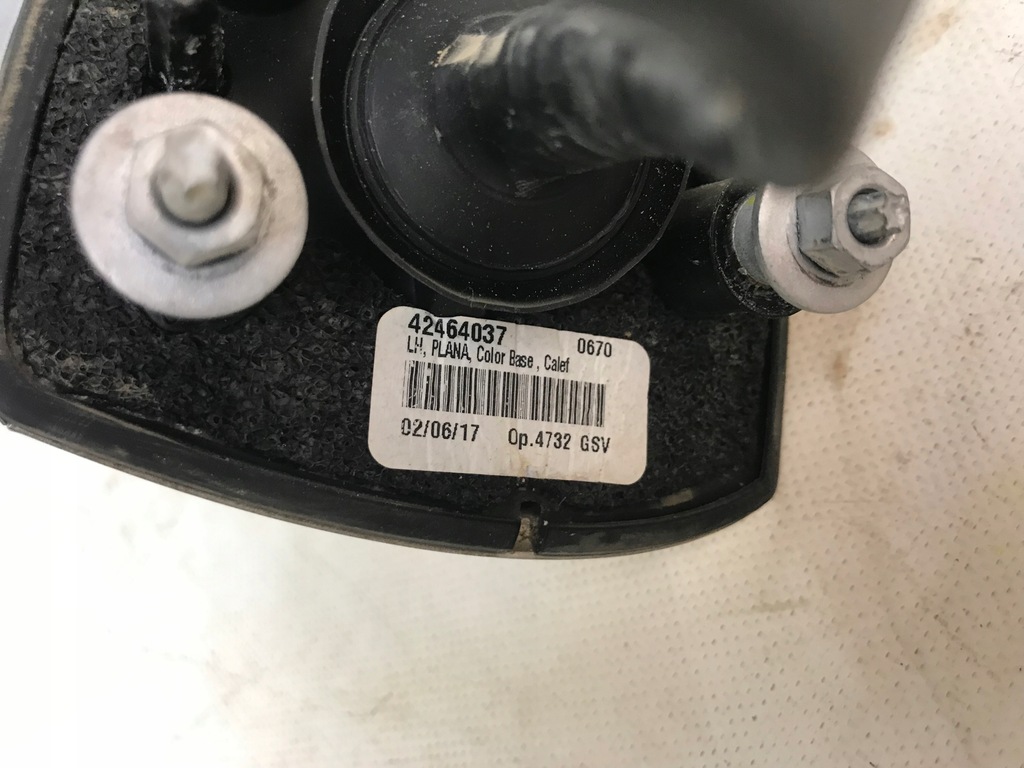 42464037 0670
LH, PLANA, Color Base , Calef
02/06/17 Op.4732 GSV